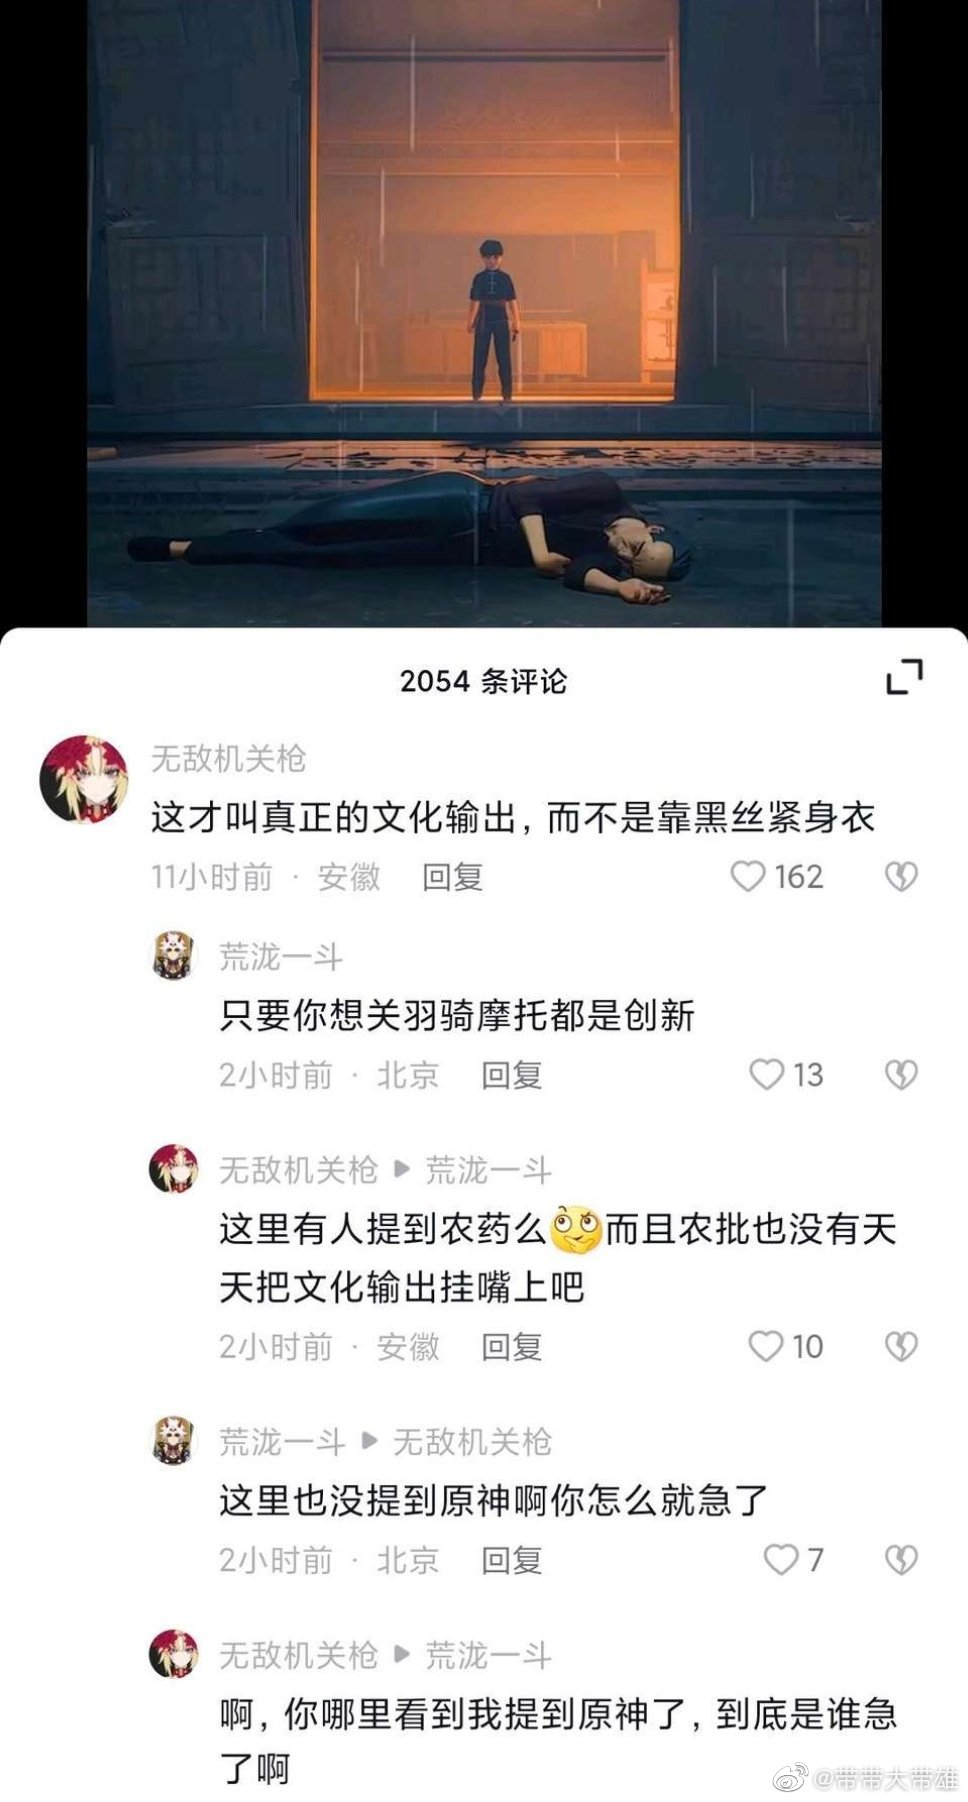 2054 条评论
无敌机关枪
这才叫真正的文化输出，而不是靠黑丝紧身衣
11小时前 · 安徽 回复 162
荒泷一斗
只要你想关羽骑摩托都是创新
2小时前 · 北京 回复 13
无敌机关枪 ▶ 荒泷一斗
这里有人提到农药么🤔而且农批也没有天
天把文化输出挂嘴上吧
2小时前 · 安徽 回复 10
荒泷一斗 ▶ 无敌机关枪
这里也没提到原神啊你怎么就急了
2小时前 · 北京 回复 7
无敌机关枪 ▶ 荒泷一斗
啊，你哪里看到我提到原神了，到底是谁急
了啊
@带带大带雄